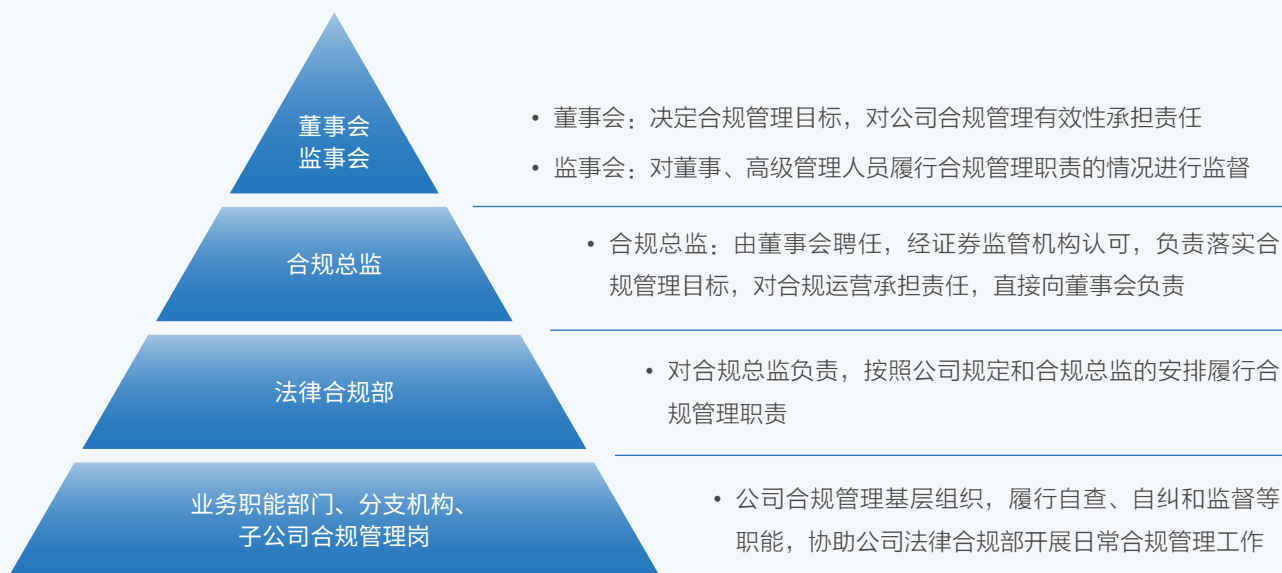 董事会
监事会
• 董事会：决定合规管理目标，对公司合规管理有效性承担责任
• 监事会：对董事、高级管理人员履行合规管理职责的情况进行监督
合规总监
• 合规总监：由董事会聘任，经证券监管机构认可，负责落实合
规管理目标，对合规运营承担责任，直接向董事会负责
法律合规部
• 对合规总监负责，按照公司规定和合规总监的安排履行合
规管理职责
业务职能部门、分支机构、
子公司合规管理岗
• 公司合规管理基层组织，履行自查、自纠和监督等
职能，协助公司法律合规部开展日常合规管理工作